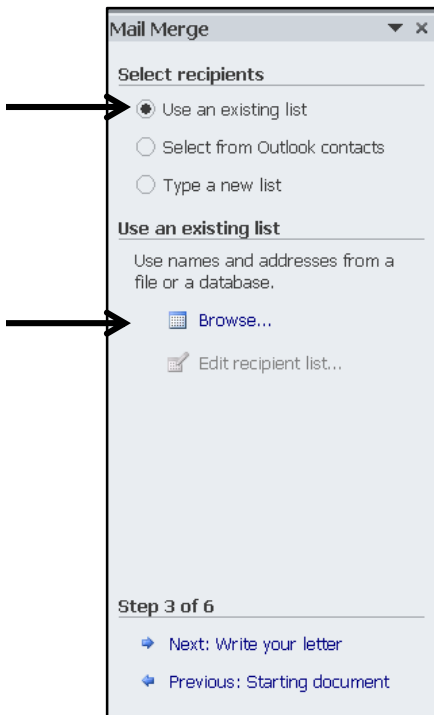 Mail Merge
Select recipients
Use an existing list
Select from Outlook contacts
Type a new list
Use an existing list
Use names and addresses from a
file or a database.
Browse...
Edit recipient list...
Step 3 of 6
Next: Write your letter
Previous: Starting document